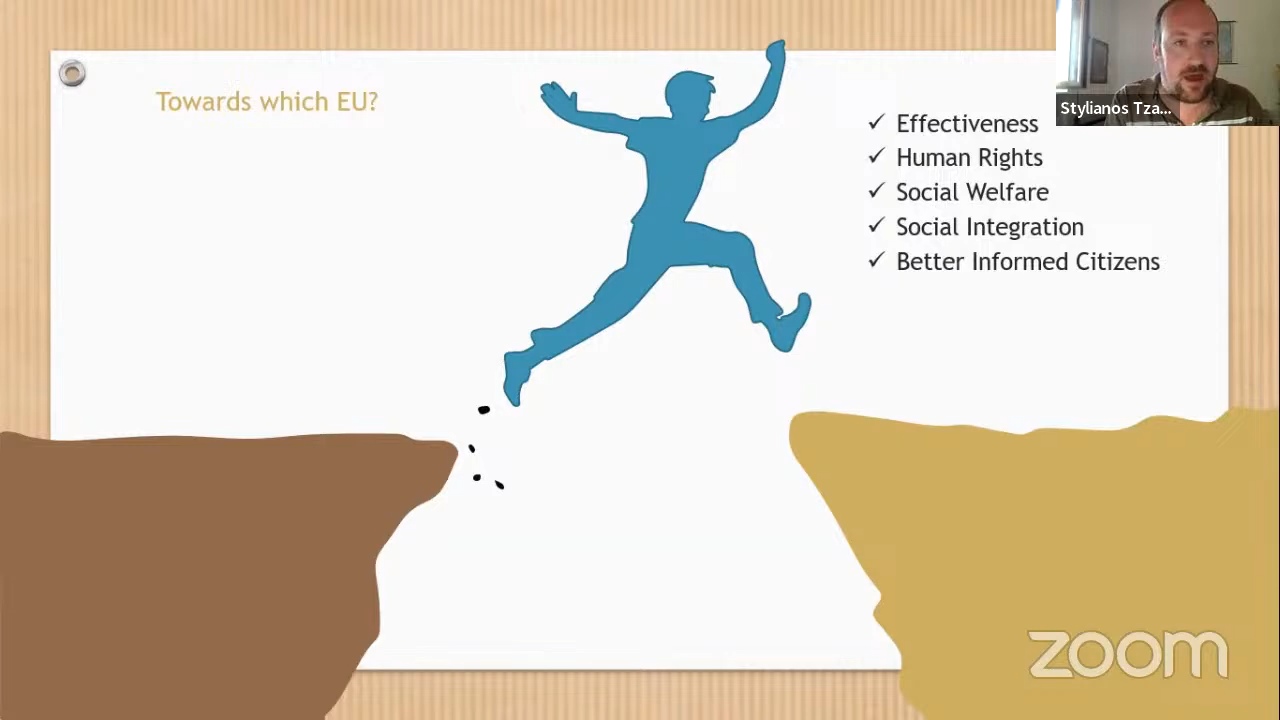 Towards which EU?
Stylianos Tza...
✓ Effectiveness
✓ Human Rights
✓ Social Welfare
✓ Social Integration
✓ Better Informed Citizens
zoom